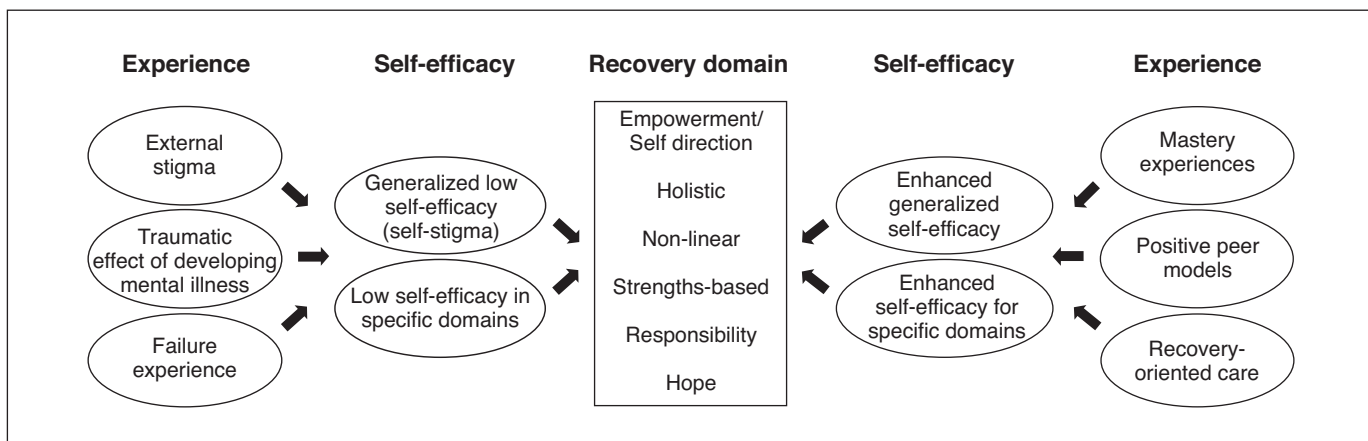 Experience
Self-efficacy
Recovery domain
Self-efficacy
Experience
External
stigma
Traumatic
effect of developing
mental illness
Failure
experience
Generalized low
self-efficacy
(self-stigma)
Low self-efficacy in
specific domains
Empowerment/
Self direction
Holistic
Non-linear
Strengths-based
Responsibility
Hope
Enhanced
generalized
self-efficacy
Enhanced
self-efficacy for
specific domains
Mastery
experiences
Positive peer
models
Recovery-
oriented care